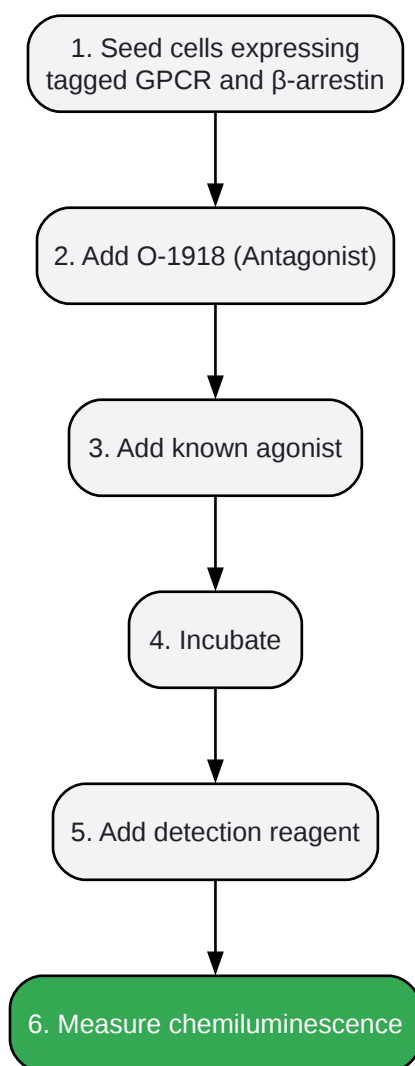 1. Seed cells expressing
tagged GPCR and β-arrestin
2. Add O-1918 (Antagonist)
3. Add known agonist
4. Incubate
5. Add detection reagent
6. Measure chemiluminescence